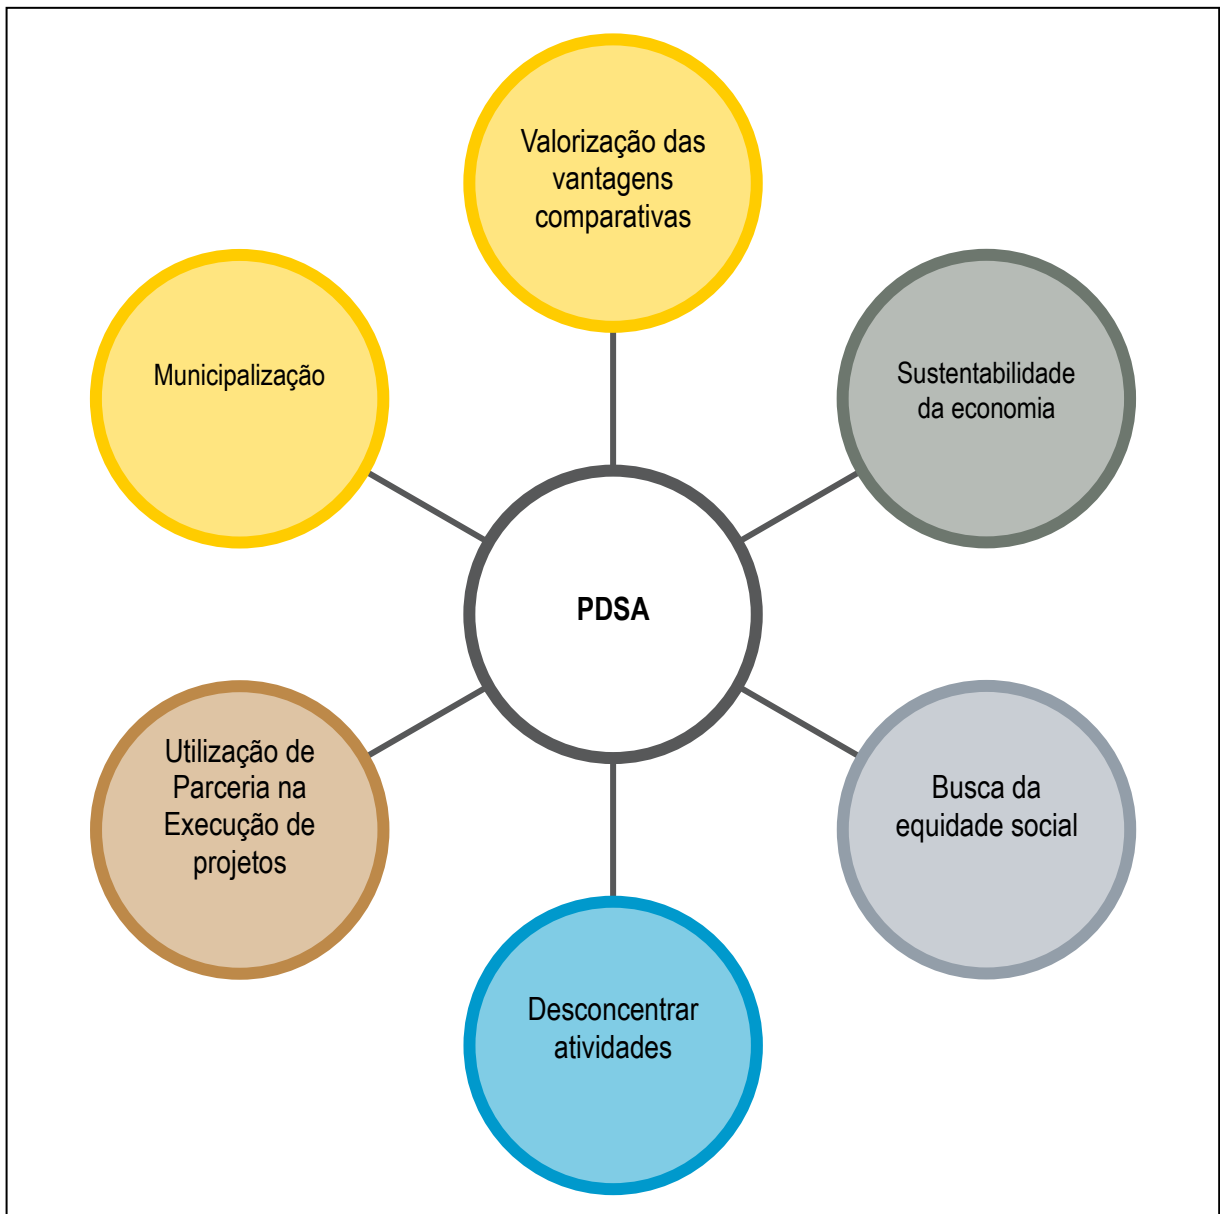 Valorização das
vantagens
comparativas
Municipalização
Sustentabilidade
da economia
PDSA
Utilização de
Parceria na
Execução de
projetos
Busca da
equidade social
Desconcentrar
atividades